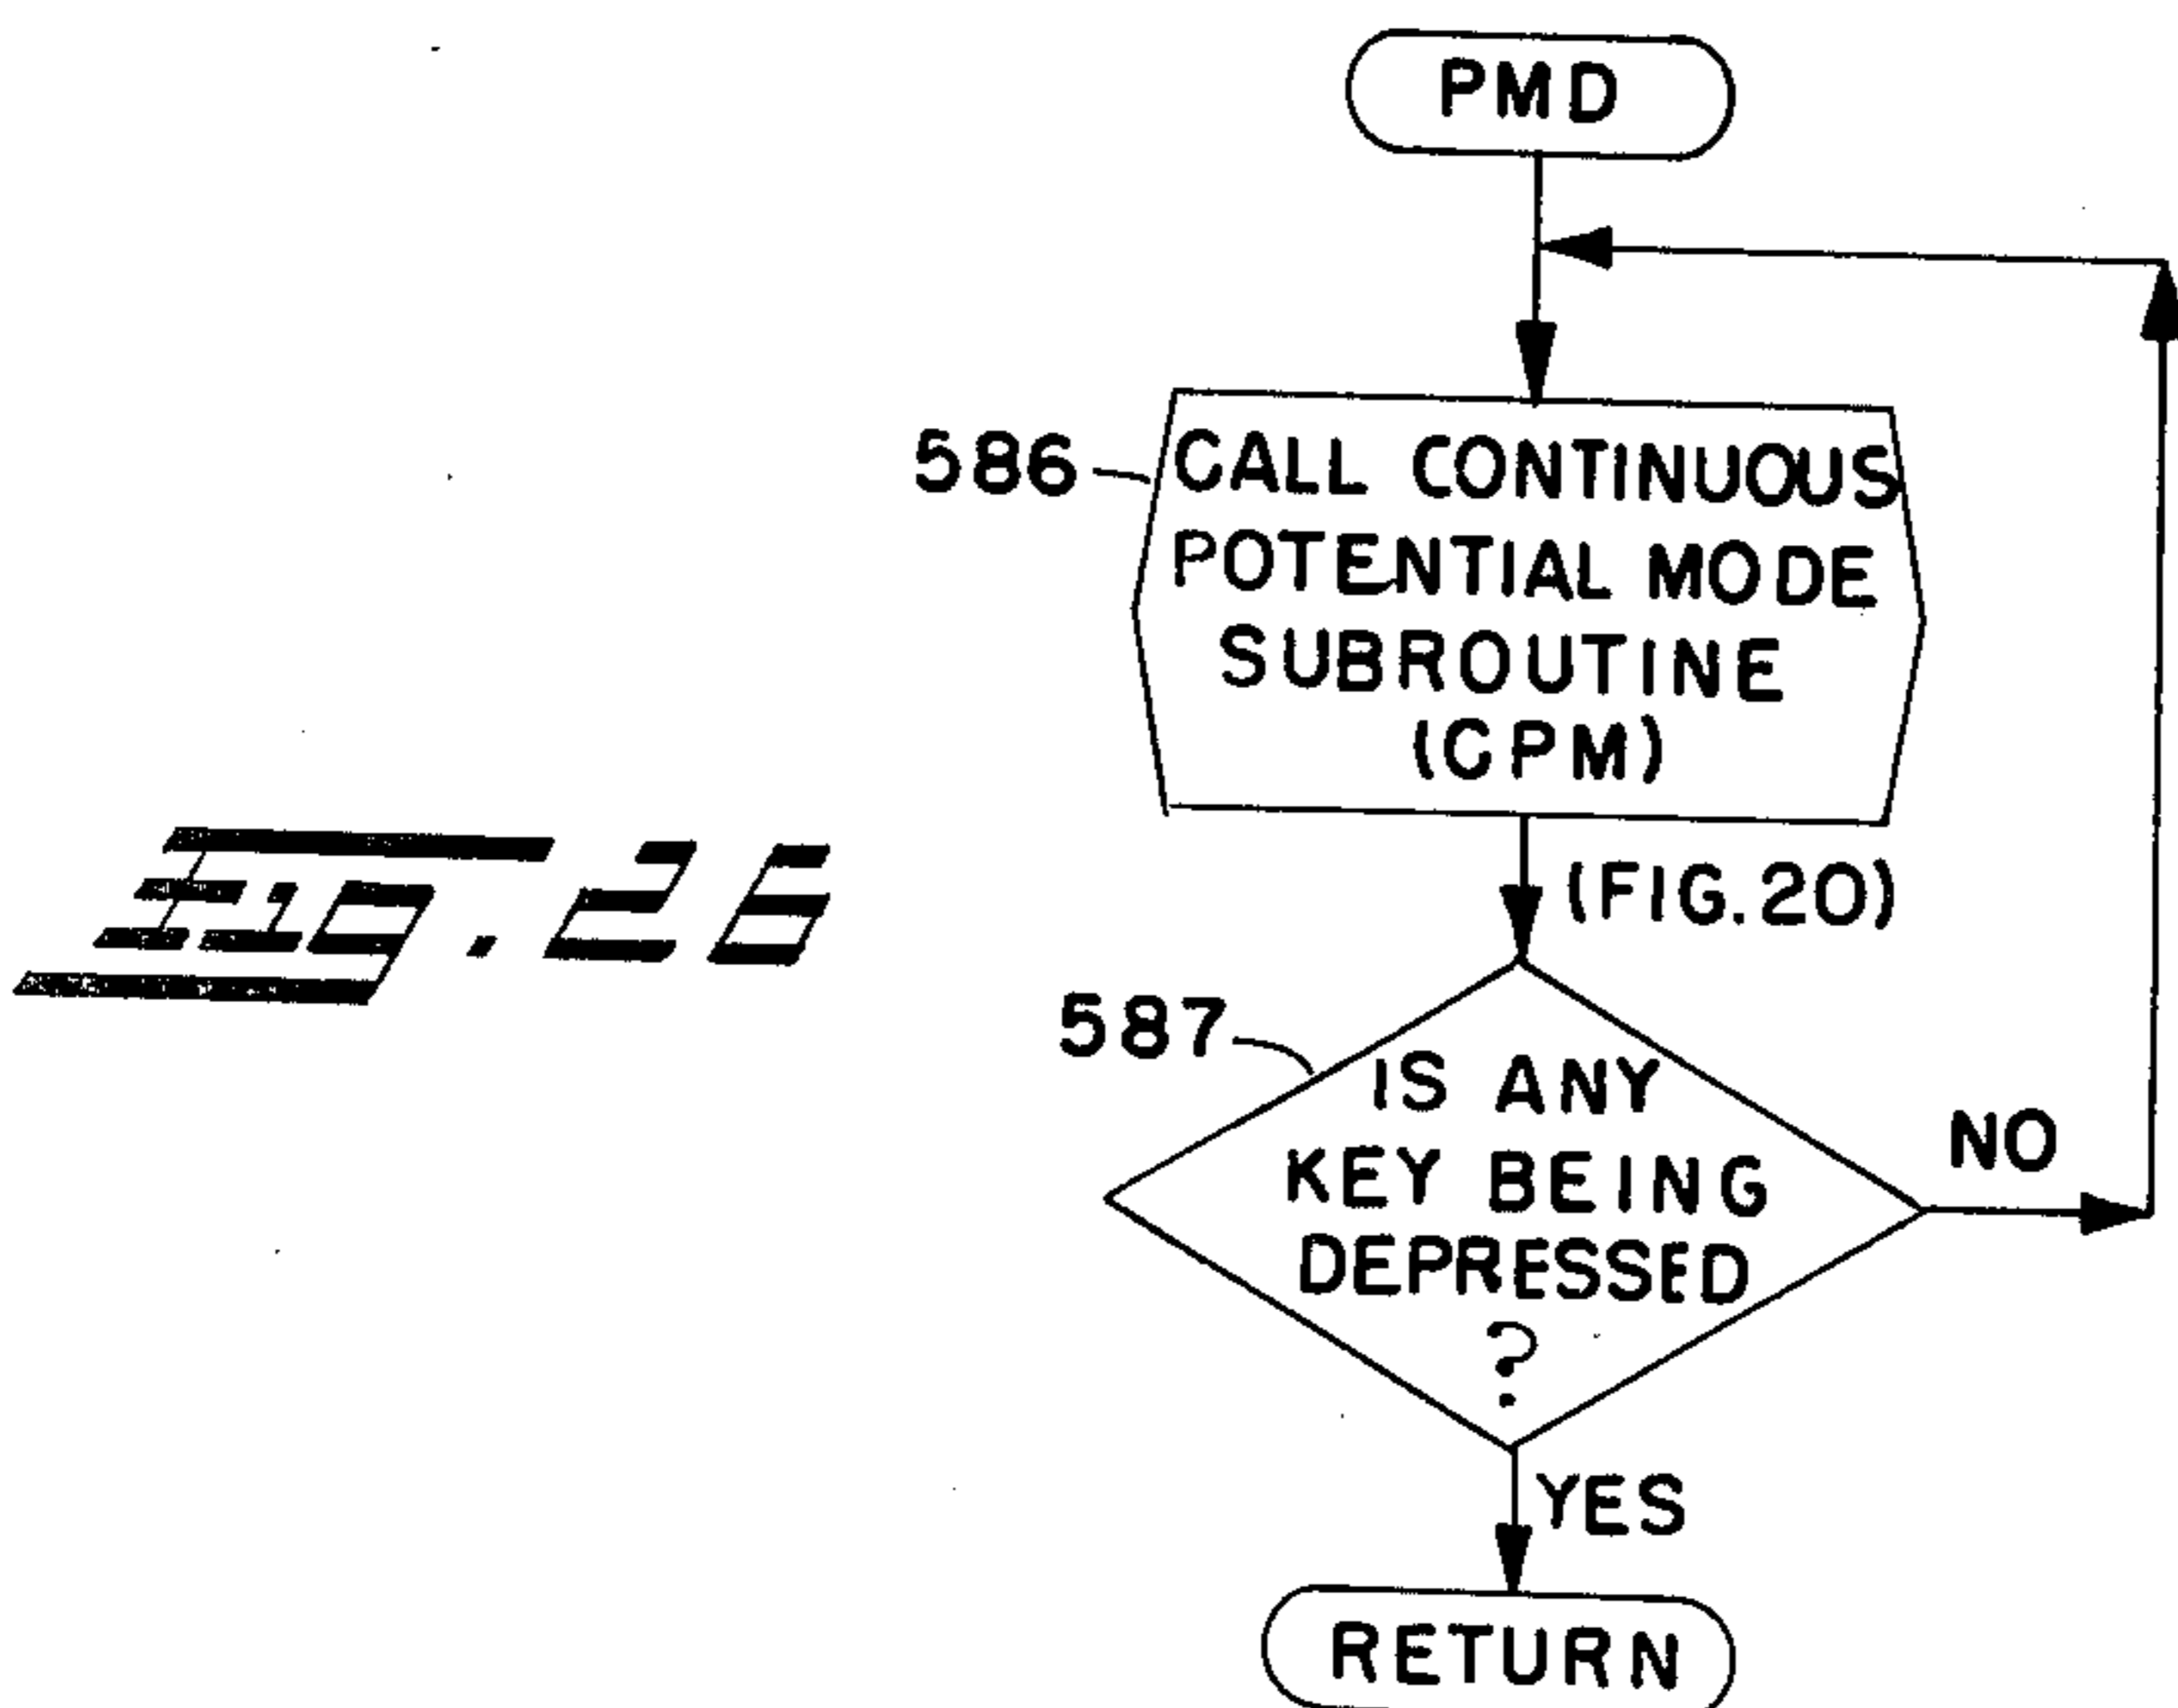 PMD
586
CALL CONTINUOUS
POTENTIAL MODE
SUBROUTINE
(CPM)
(FIG.20)
Fig. 26
587
IS ANY
KEY BEING
DEPRESSED
?
NO
YES
RETURN